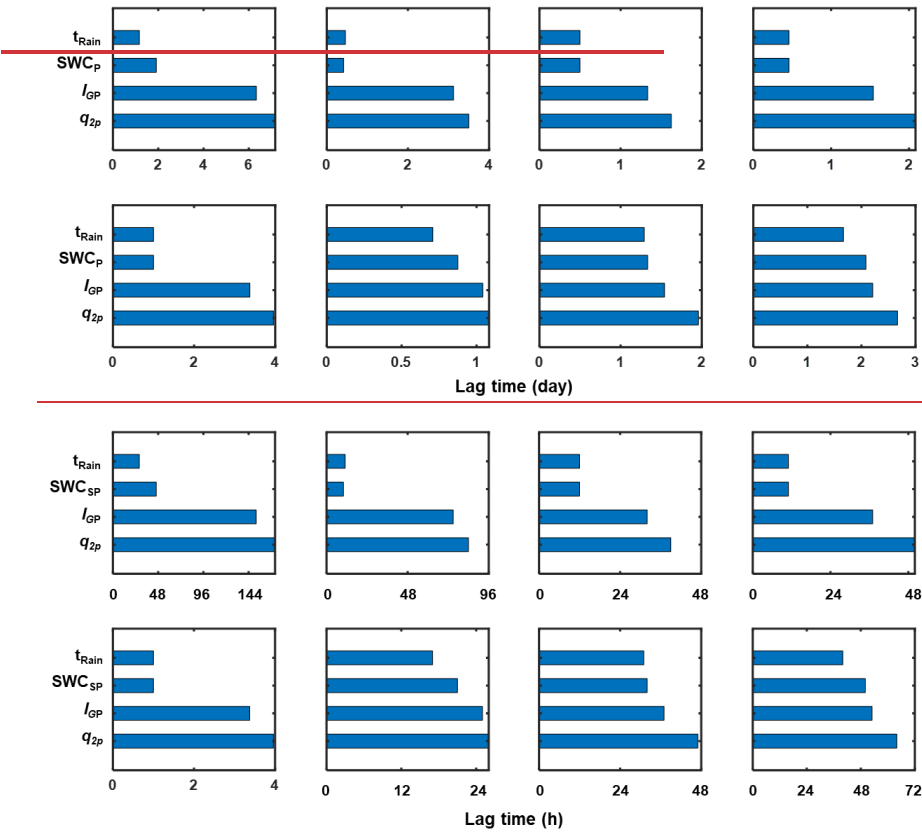 tRain
SWCP
IGP
q2p
0 2 4 6
0 2 4
0 1 2
0 1 2
tRain
SWCP
IGP
q2p
0 2 4
0 0.5 1
0 1 2
0 1 2 3
Lag time (day)
tRain
SWCSP
IGP
q2p
0 48 96 144
0 48 96
0 24 48
0 24 48
tRain
SWCSP
IGP
q2p
0 2 4
0 12 24
0 24 48
0 24 48 72
Lag time (h)